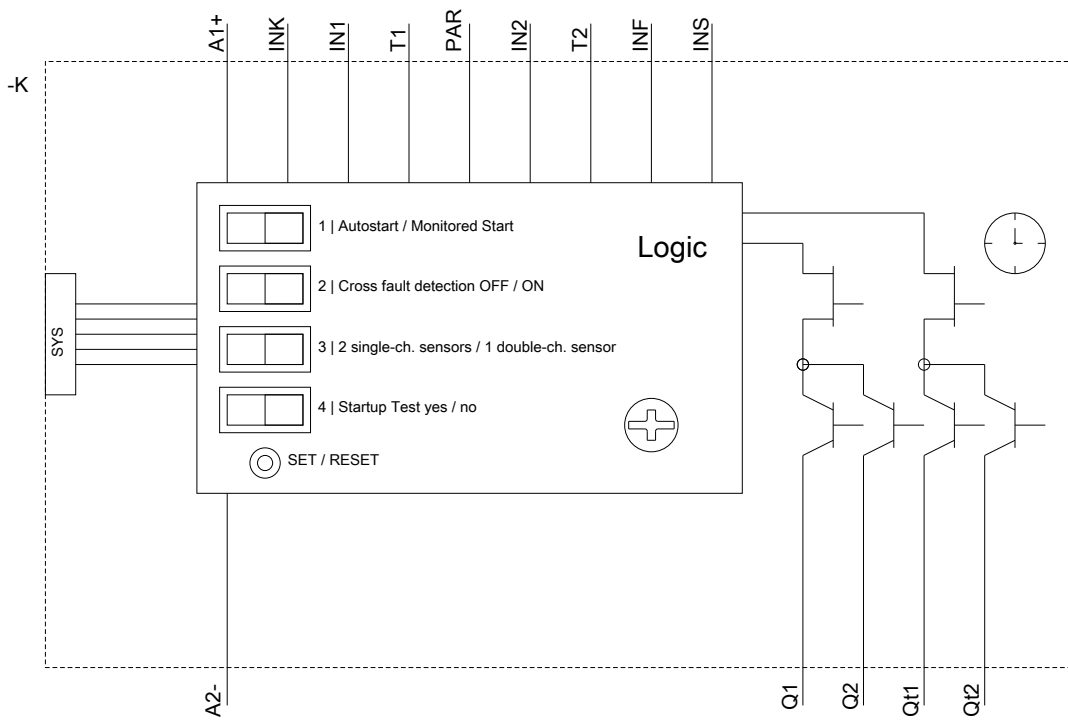 A1+
INK
IN1
T1
PAR
IN2
T2
INF
INS
-K
1 | Autostart / Monitored Start
Logic
2 | Cross fault detection OFF / ON
SYS
3 | 2 single-ch. sensors / 1 double-ch. sensor
4 | Startup Test yes / no
SET / RESET
A2-
Q1
Q2
Qt1
Qt2